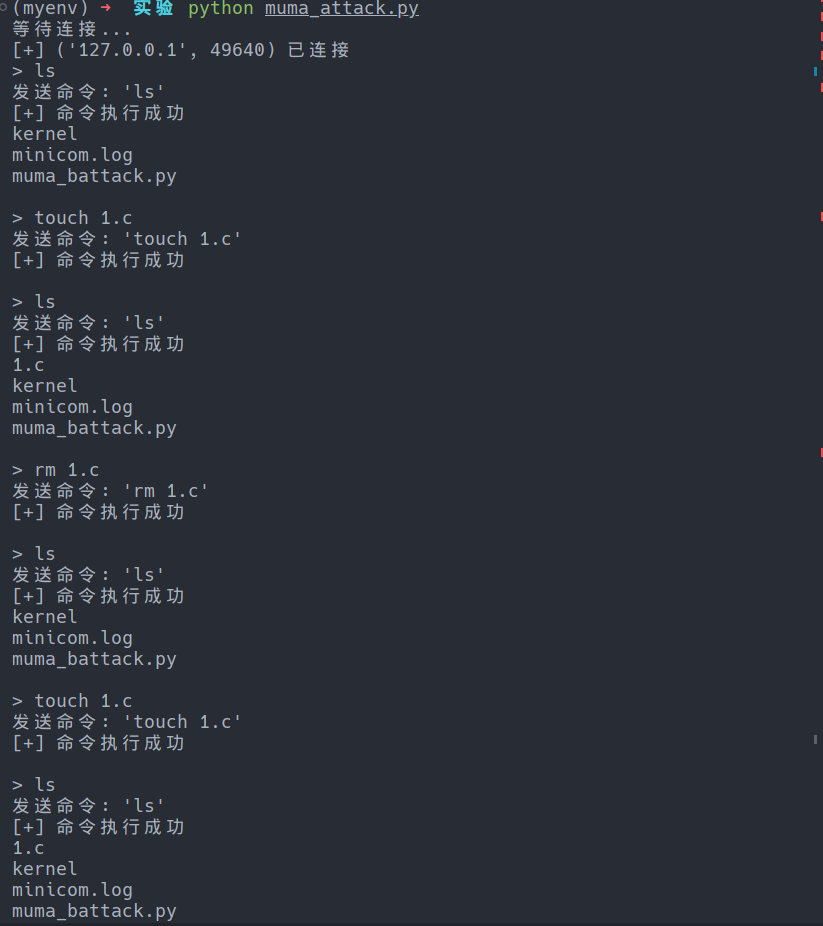 (myenv) → 实验 python muma_attack.py
等待连接...
[+] ('127.0.0.1', 49640) 已连接
> ls
发送命令: 'ls'
[+] 命令执行成功
kernel
minicom.log
muma_battack.py
> touch 1.c
发送命令: 'touch 1.c'
[+] 命令执行成功
> ls
发送命令: 'ls'
[+] 命令执行成功
1.c
kernel
minicom.log
muma_battack.py
> rm 1.c
发送命令: 'rm 1.c'
[+] 命令执行成功
> ls
发送命令: 'ls'
[+] 命令执行成功
kernel
minicom.log
muma_battack.py
> touch 1.c
发送命令: 'touch 1.c'
[+] 命令执行成功
> ls
发送命令: 'ls'
[+] 命令执行成功
1.c
kernel
minicom.log
muma_battack.py